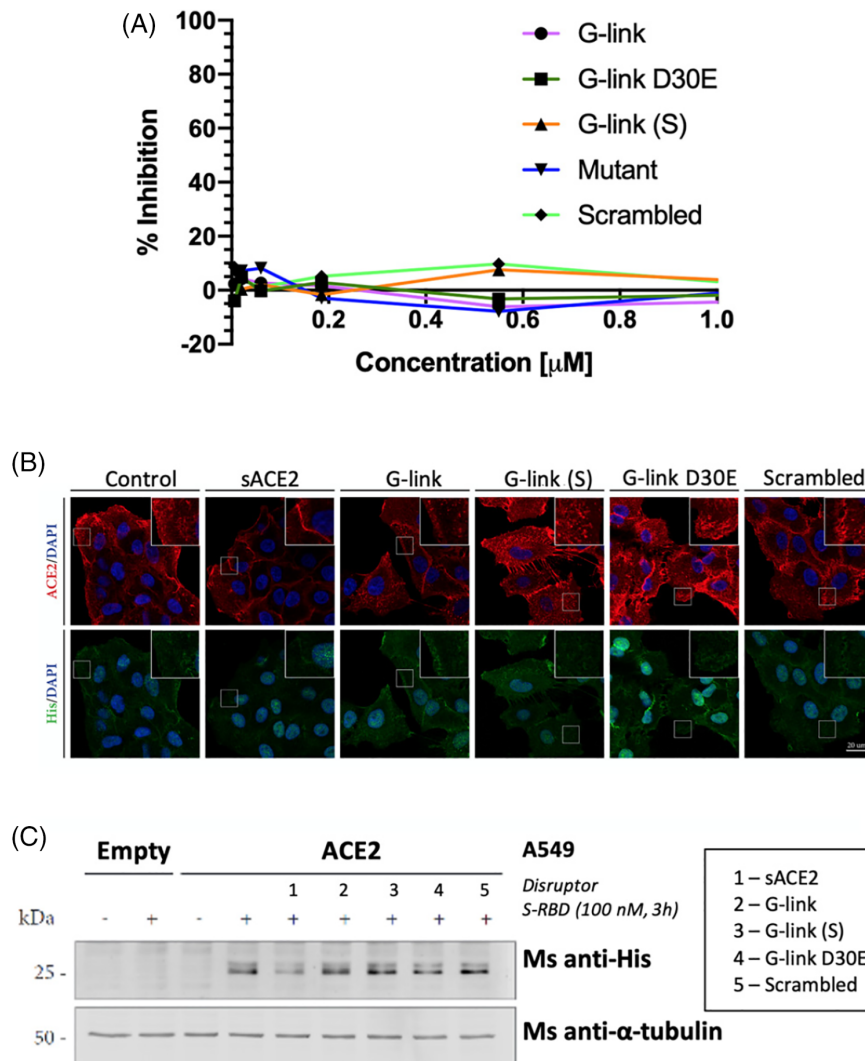 (A)
100
80
60
40
20
0
-20
% Inhibition
0.2
0.4
0.6
0.8
1.0
Concentration [μM]
G-link
G-link D30E
G-link (S)
Mutant
Scrambled
(B)
Control sACE2 G-link G-link (S) G-link D30E Scrambled
ACE2/DAPI
His/DAPI
20 um
(C)
Empty ACE2 A549
1 2 3 4 5 Disruptor
kDa - + - + + + + + + S-RBD (100 nM, 3h)
25 - Ms anti-His
50 - Ms anti-α-tubulin
1 – sACE2
2 – G-link
3 – G-link (S)
4 – G-link D30E
5 – Scrambled